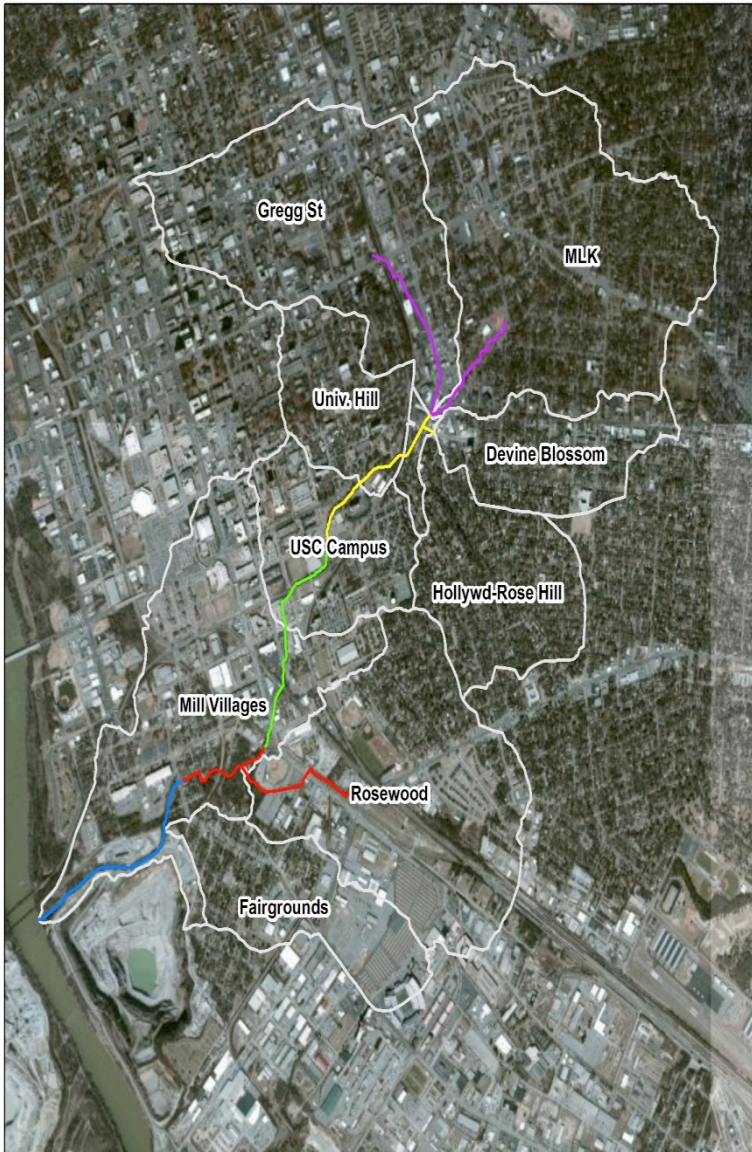 Gregg St
MLK
Univ. Hill
Devine Blossom
USC Campus
Hollywd-Rose Hill
Mill Villages
Rosewood
Fairgrounds